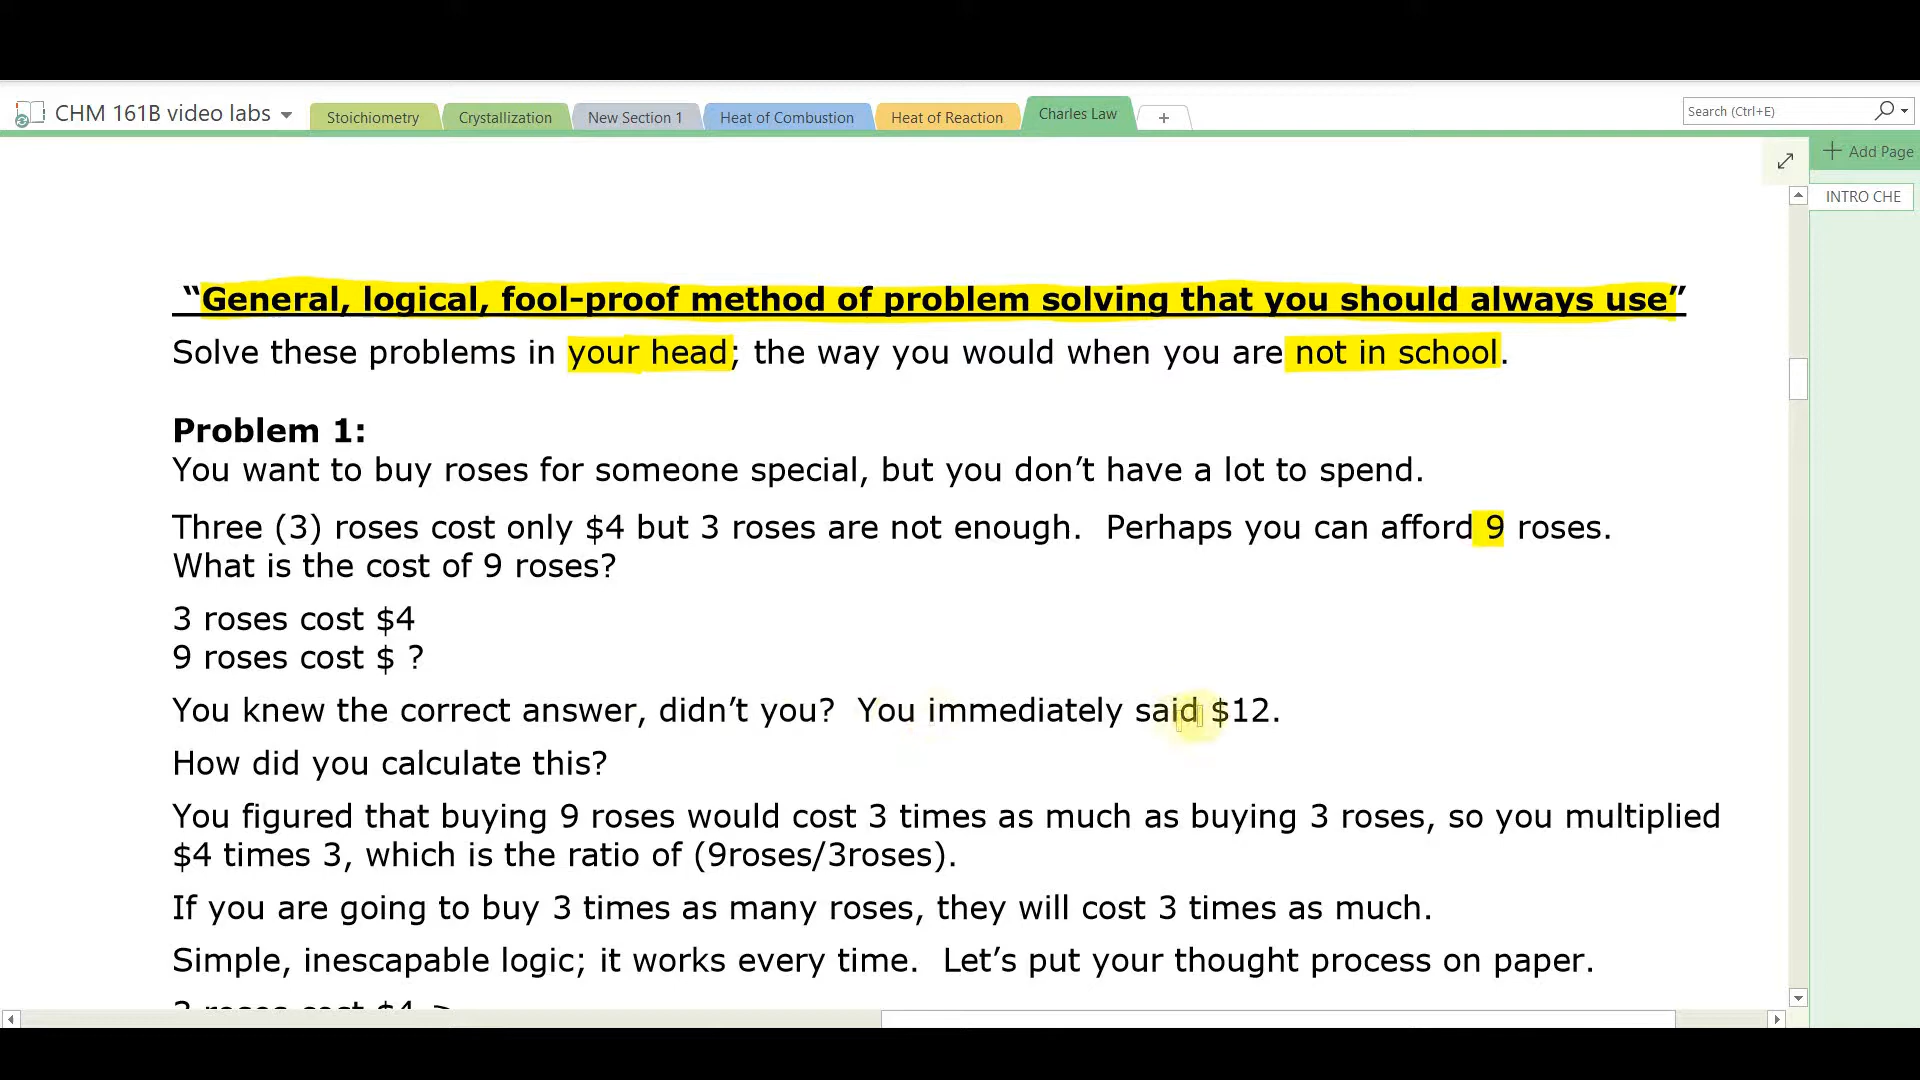 CHM 161B video labs
Stoichiometry
Crystallization
New Section 1
Heat of Combustion
Heat of Reaction
Charles Law
+
Search (Ctrl+E)
Add Page
INTRO CHE
“General, logical, fool-proof method of problem solving that you should always use”
Solve these problems in your head; the way you would when you are not in school.
Problem 1:
You want to buy roses for someone special, but you don’t have a lot to spend.
Three (3) roses cost only $4 but 3 roses are not enough.  Perhaps you can afford 9 roses.
What is the cost of 9 roses?
3 roses cost $4
9 roses cost $ ?
You knew the correct answer, didn’t you?  You immediately said $12.
How did you calculate this?
You figured that buying 9 roses would cost 3 times as much as buying 3 roses, so you multiplied
$4 times 3, which is the ratio of (9roses/3roses).
If you are going to buy 3 times as many roses, they will cost 3 times as much.
Simple, inescapable logic; it works every time.  Let’s put your thought process on paper.
3 roses cost $4